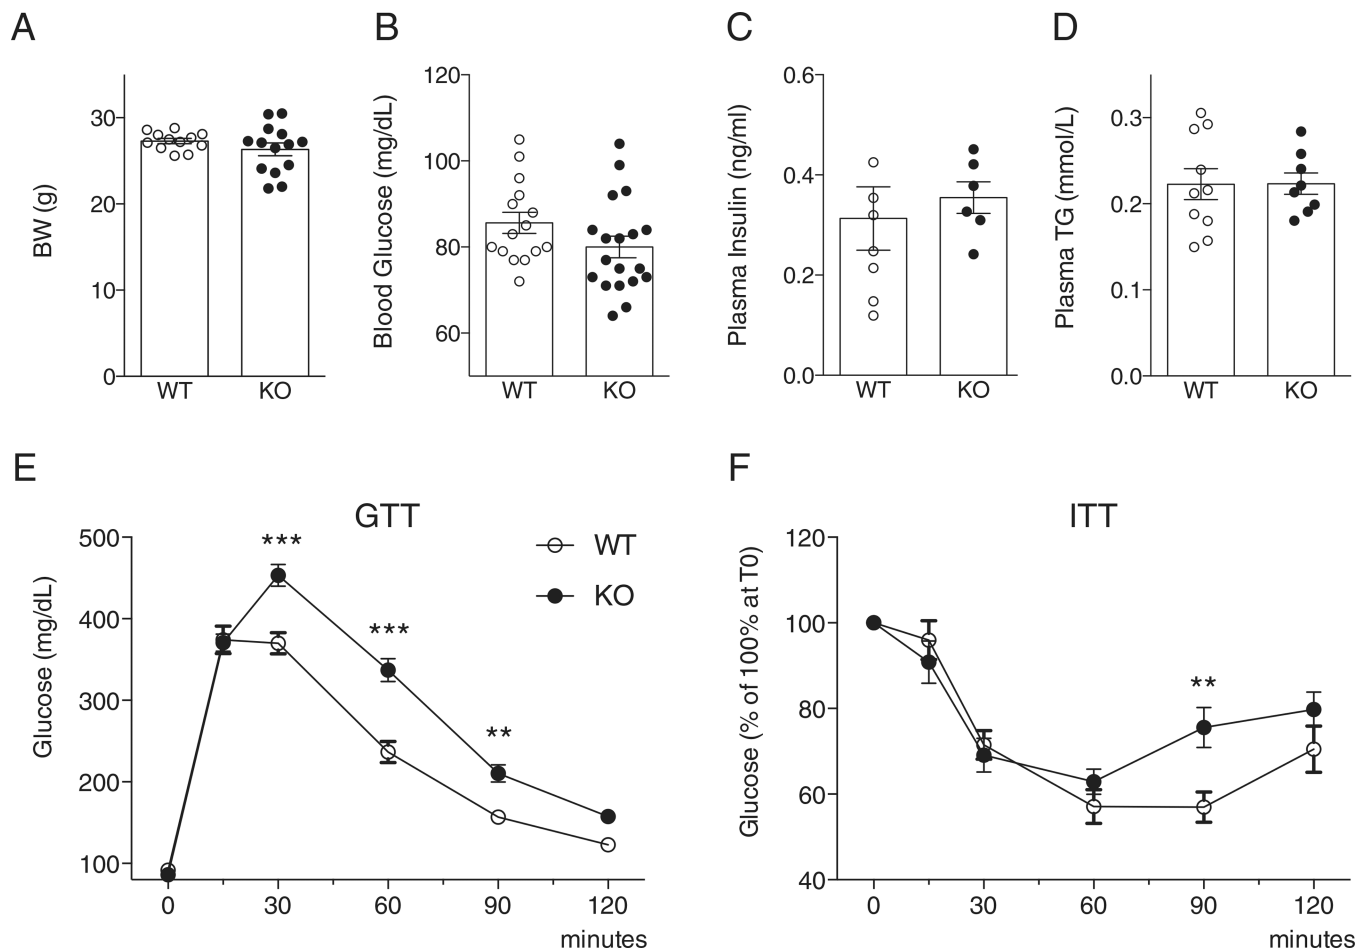 A
B
C
D
BW (g)
30
20
10
0
WT
KO
Blood Glucose (mg/dL)
120
100
80
60
WT
KO
Plasma Insulin (ng/ml)
0.6
0.4
0.2
0.0
WT
KO
Plasma TG (mmol/L)
0.3
0.2
0.1
0.0
WT
KO
E
GTT
Glucose (mg/dL)
500
400
300
200
100
***
***
**
WT
KO
0
30
60
90
120
minutes
F
ITT
Glucose (% of 100% at T0)
120
100
80
60
40
**
0
30
60
90
120
minutes